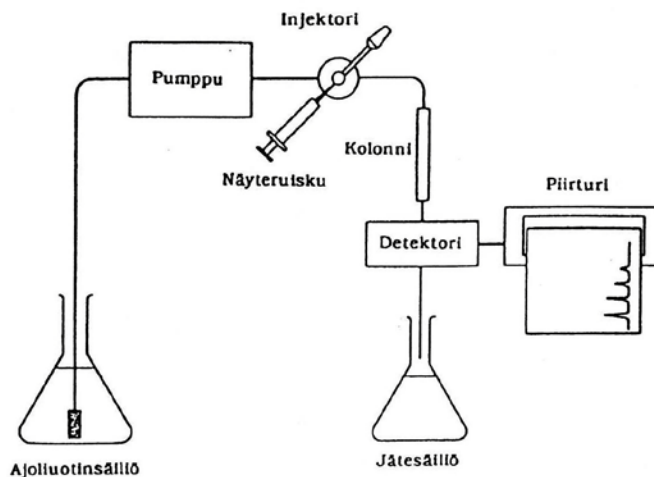 Injektori
Pumppu
Näyteruisku
Kolonni
Piirturi
Detektori
Ajoliuotinsäiliö
Jätesäiliö